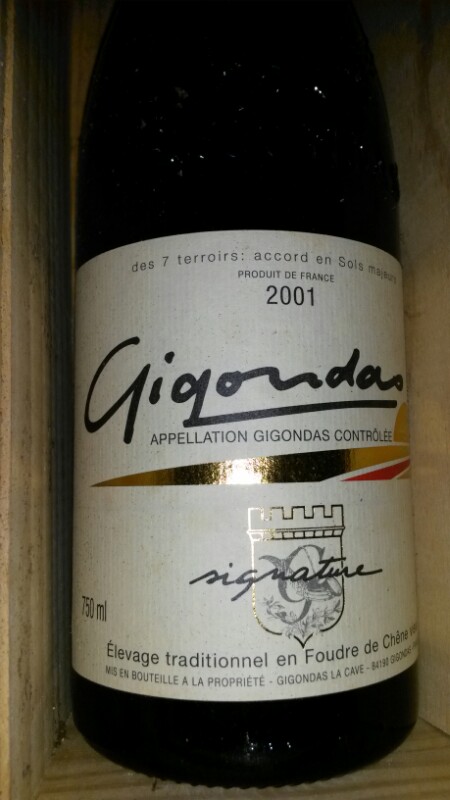 des 7 terroirs: accord en Sols majeurs
PRODUIT DE FRANCE
2001
Gigondas
APPELLATION GIGONDAS CONTRÔLÉE
signature
750 ml
Élevage traditionnel en Foudre de Chêne
MIS EN BOUTEILLE A LA PROPRIÉTÉ - GIGONDAS LA CAVE - 84190 GIGONDAS